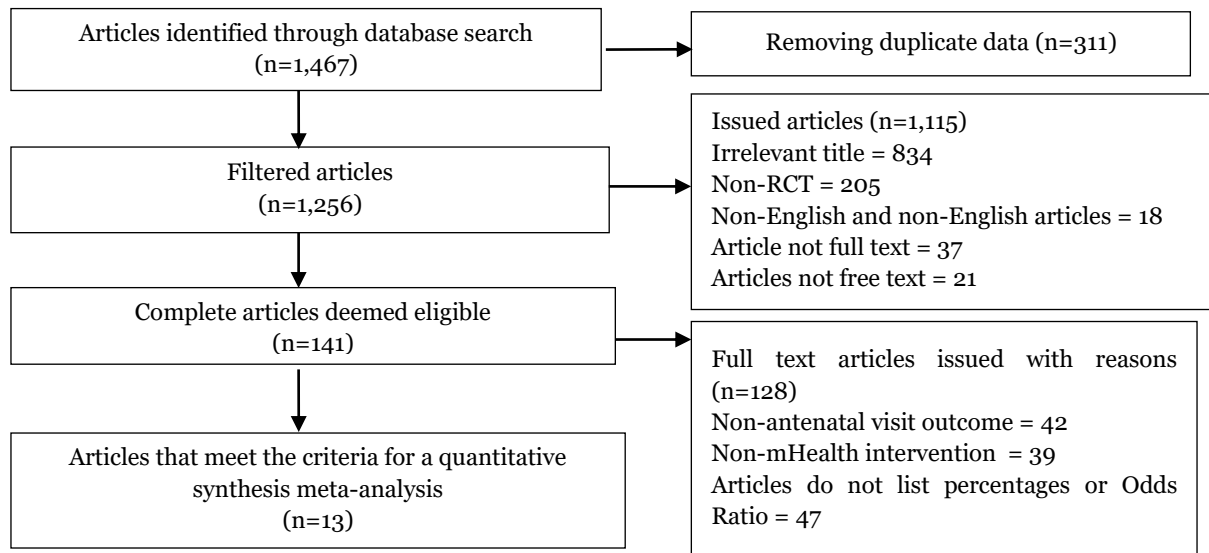 Articles identified through database search
(n=1,467)
Removing duplicate data (n=311)
Filtered articles
(n=1,256)
Issued articles (n=1,115)
Irrelevant title = 834
Non-RCT = 205
Non-English and non-English articles = 18
Article not full text = 37
Articles not free text = 21
Complete articles deemed eligible
(n=141)
Full text articles issued with reasons
(n=128)
Non-antenatal visit outcome = 42
Non-mHealth intervention = 39
Articles do not list percentages or Odds
Ratio = 47
Articles that meet the criteria for a quantitative
synthesis meta-analysis
(n=13)